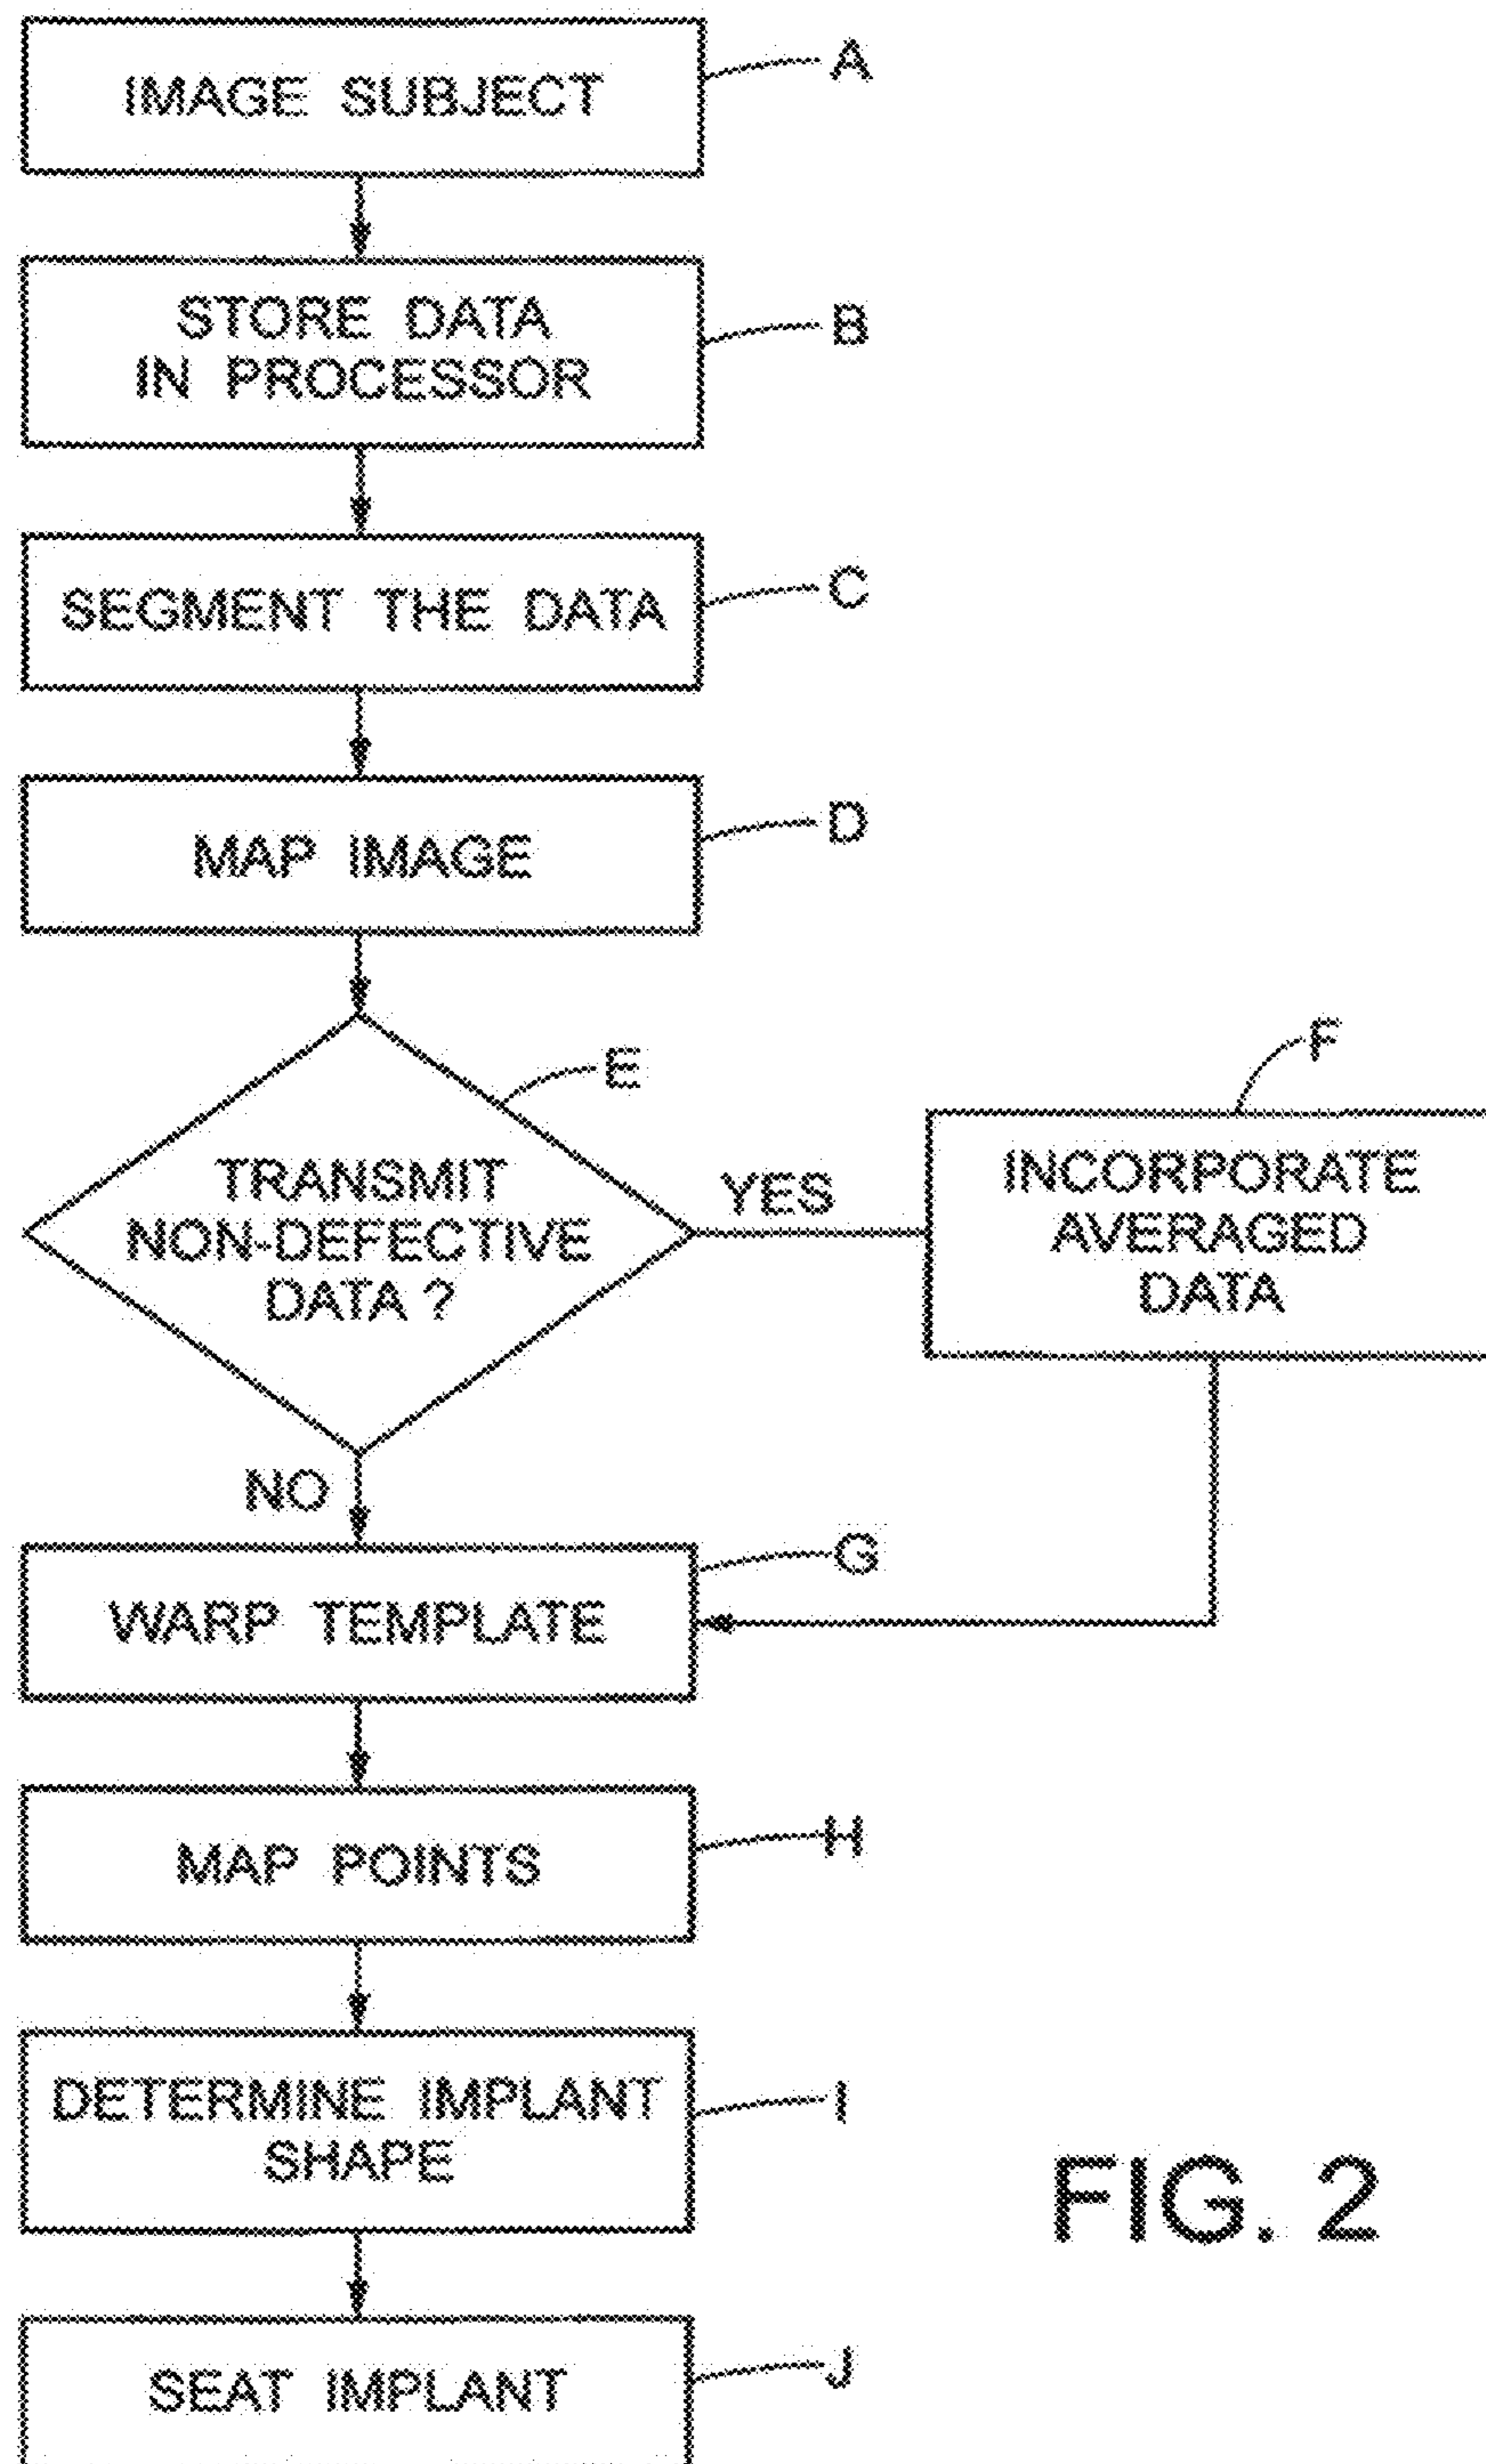 IMAGE SUBJECT
A
STORE DATA
IN PROCESSOR
B
SEGMENT THE DATA
C
MAP IMAGE
D
E
TRANSMIT
NON-DEFECTIVE
DATA ?
YES
F
INCORPORATE
AVERAGED
DATA
NO
WARP TEMPLATE
G
MAP POINTS
H
DETERMINE IMPLANT
SHAPE
I
SEAT IMPLANT
J
FIG. 2